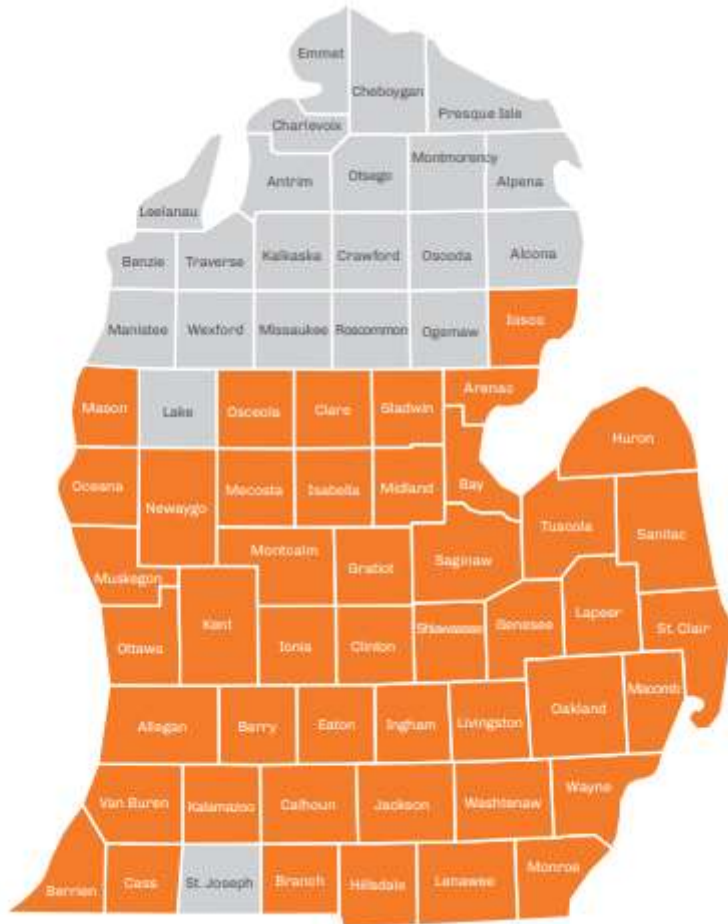 Emmet
Cheboygan
Presque Isle
Charlevoix
Montmorency
Antrim
Otsego
Alpena
Leelanau
Benzie
Traverse
Kalkaska
Crawford
Oscoda
Alcona
Manistee
Wexford
Missaukee
Roscommon
Ogemaw
Iosco
Arenac
Mason
Lake
Osceola
Clare
Gladwin
Huron
Oceana
Newaygo
Mecosta
Isabella
Midland
Bay
Tuscola
Sanilac
Montcalm
Gratiot
Saginaw
Muskegon
Kent
Ottawa
Ionia
Clinton
Shiawassee
Genesee
Lapeer
St. Clair
Allegan
Barry
Eaton
Ingham
Livingston
Oakland
Macomb
Van Buren
Kalamazoo
Calhoun
Jackson
Washtenaw
Wayne
Berrien
Cass
St. Joseph
Branch
Hillsdale
Lenawee
Monroe